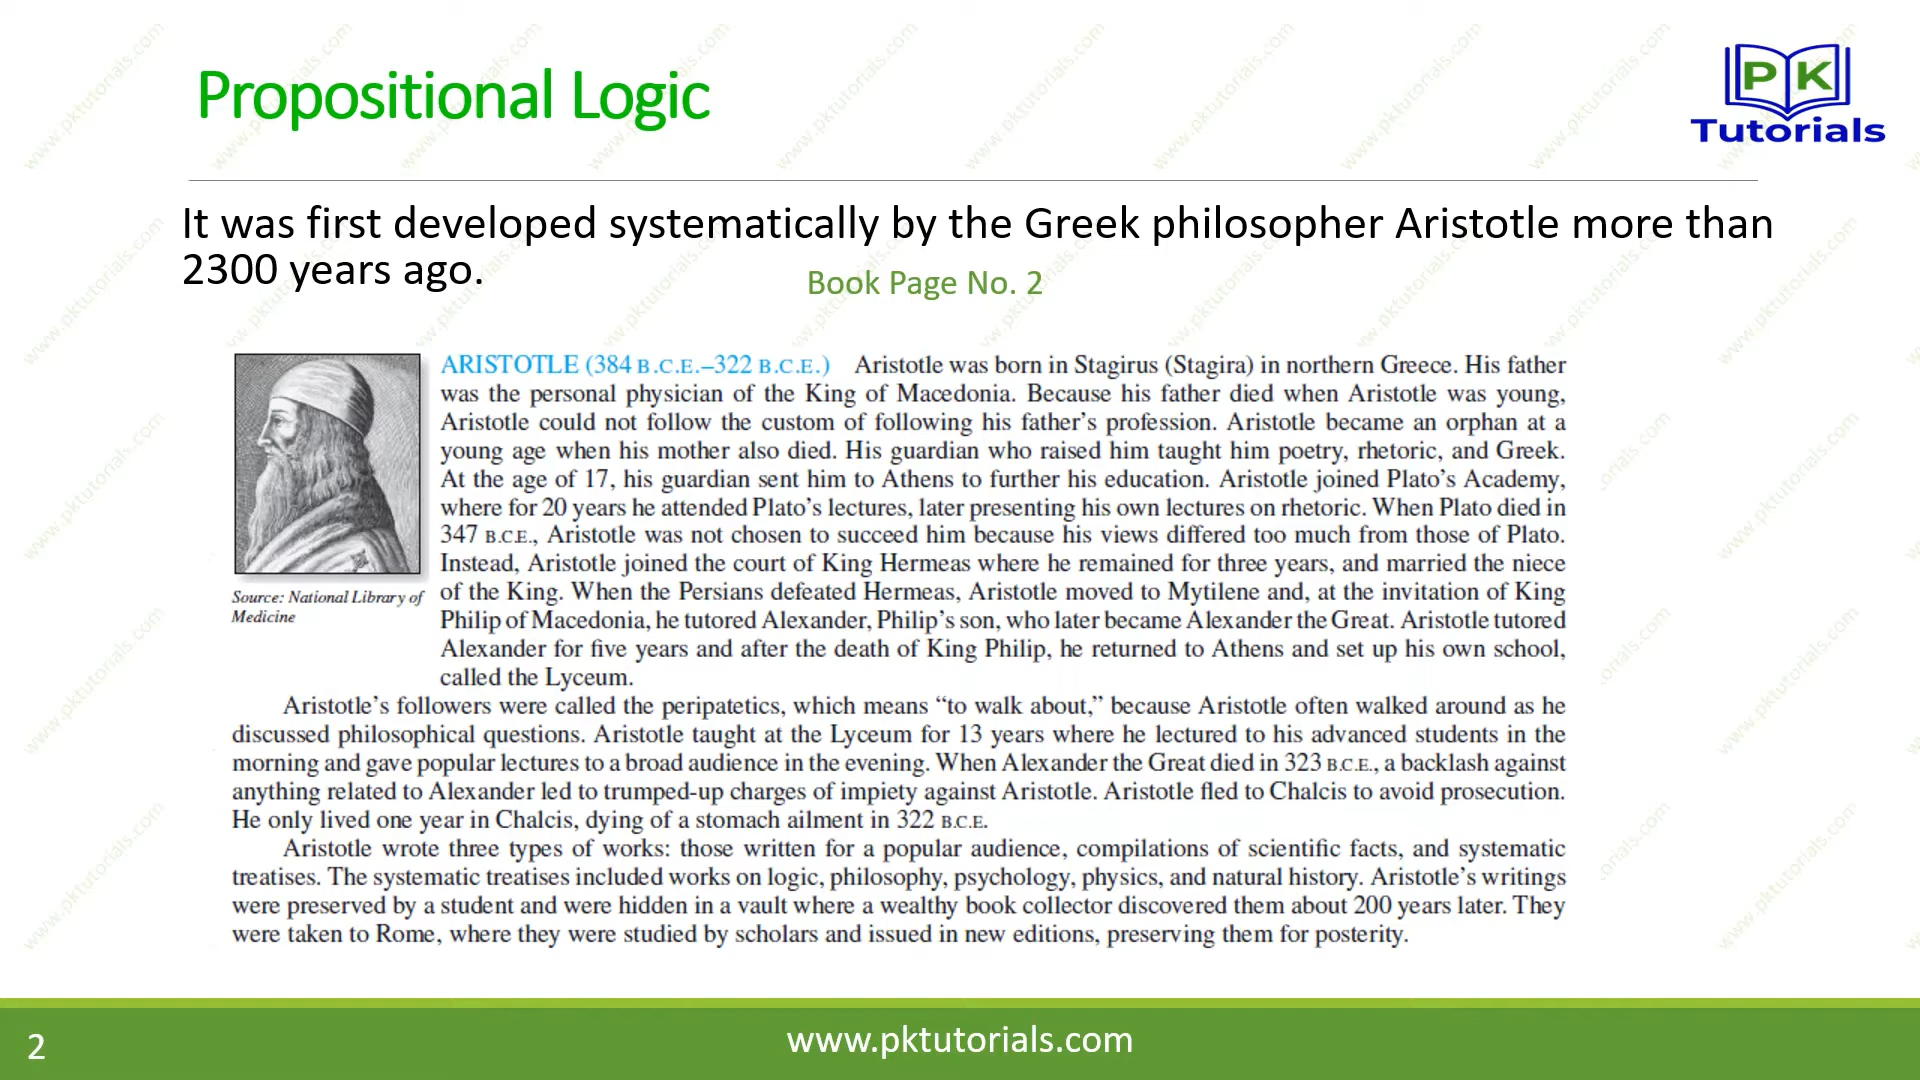 Propositional Logic
PK
Tutorials
It was first developed systematically by the Greek philosopher Aristotle more than
2300 years ago.
Book Page No. 2
ARISTOTLE (384 B.C.E.–322 B.C.E.) Aristotle was born in Stagirus (Stagira) in northern Greece. His father
was the personal physician of the King of Macedonia. Because his father died when Aristotle was young,
Aristotle could not follow the custom of following his father’s profession. Aristotle became an orphan at a
young age when his mother also died. His guardian who raised him taught him poetry, rhetoric, and Greek.
At the age of 17, his guardian sent him to Athens to further his education. Aristotle joined Plato’s Academy,
where for 20 years he attended Plato’s lectures, later presenting his own lectures on rhetoric. When Plato died in
347 B.C.E., Aristotle was not chosen to succeed him because his views differed too much from those of Plato.
Instead, Aristotle joined the court of King Hermeas where he remained for three years, and married the niece
of the King. When the Persians defeated Hermeas, Aristotle moved to Mytilene and, at the invitation of King
Philip of Macedonia, he tutored Alexander, Philip’s son, who later became Alexander the Great. Aristotle tutored
Alexander for five years and after the death of King Philip, he returned to Athens and set up his own school,
called the Lyceum.
Source: National Library of
Medicine
Aristotle’s followers were called the peripatetics, which means “to walk about,” because Aristotle often walked around as he
discussed philosophical questions. Aristotle taught at the Lyceum for 13 years where he lectured to his advanced students in the
morning and gave popular lectures to a broad audience in the evening. When Alexander the Great died in 323 B.C.E., a backlash against
anything related to Alexander led to trumped-up charges of impiety against Aristotle. Aristotle fled to Chalcis to avoid prosecution.
He only lived one year in Chalcis, dying of a stomach ailment in 322 B.C.E.
Aristotle wrote three types of works: those written for a popular audience, compilations of scientific facts, and systematic
treatises. The systematic treatises included works on logic, philosophy, psychology, physics, and natural history. Aristotle’s writings
were preserved by a student and were hidden in a vault where a wealthy book collector discovered them about 200 years later. They
were taken to Rome, where they were studied by scholars and issued in new editions, preserving them for posterity.
2
www.pktutorials.com